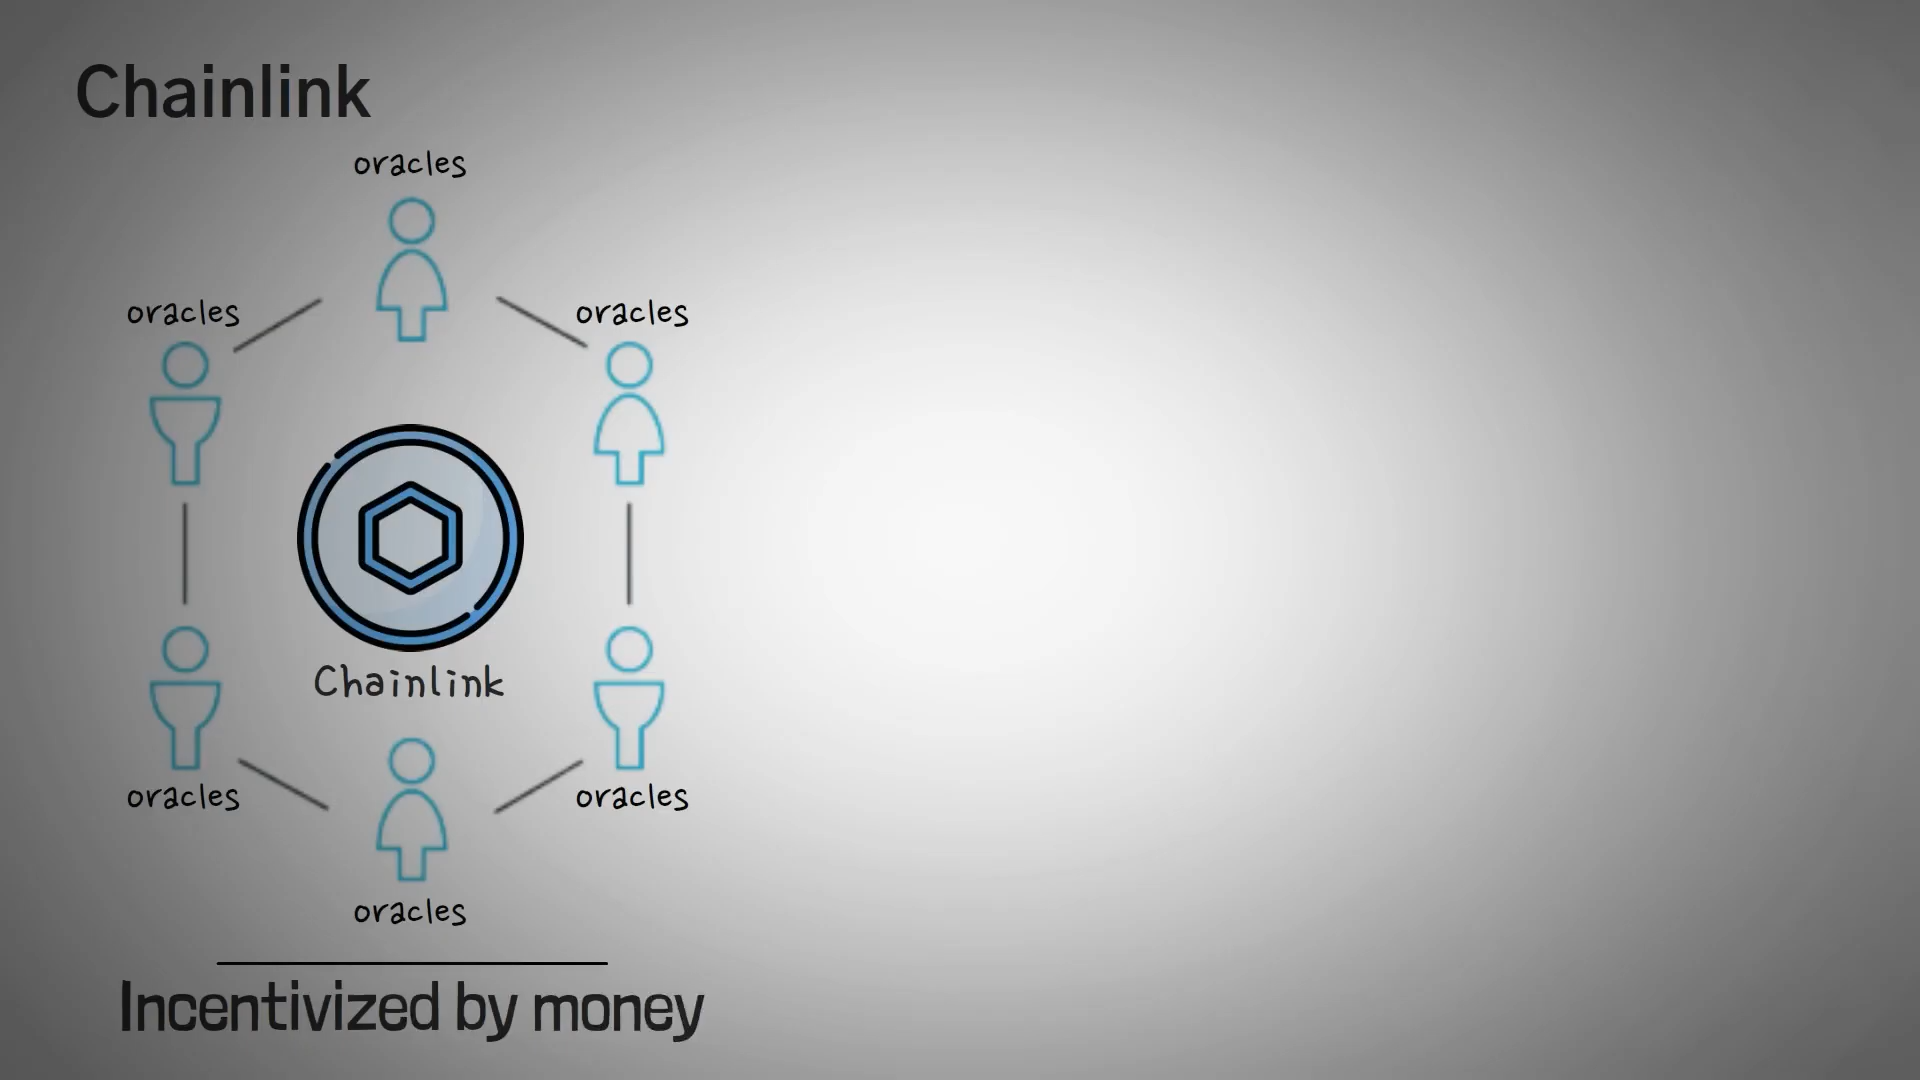 Chainlink
oracles
oracles
oracles
Chainlink
oracles
oracles
oracles
Incentivized by money